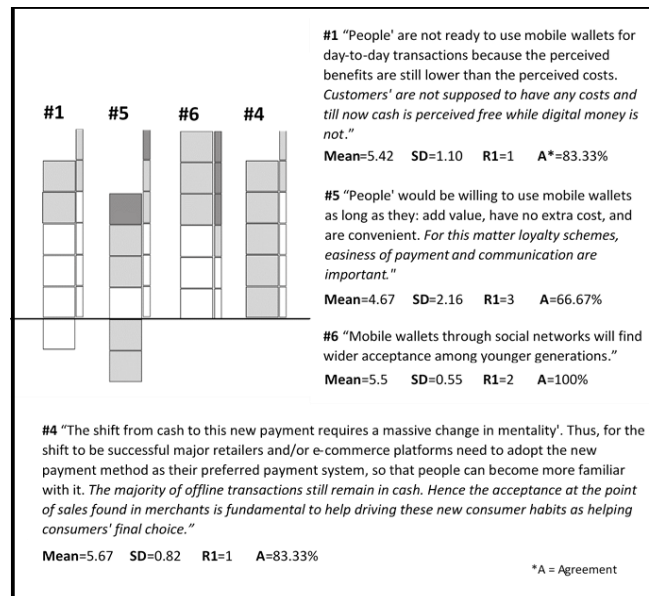 #1 #5 #6 #4
#1 “People' are not ready to use mobile wallets for
day-to-day transactions because the perceived
benefits are still lower than the perceived costs.
Customers' are not supposed to have any costs and
till now cash is perceived free while digital money is
not.”
Mean=5.42 SD=1.10 R1=1 A*=83.33%
#5 “People' would be willing to use mobile wallets
as long as they: add value, have no extra cost, and
are convenient. For this matter loyalty schemes,
easiness of payment and communication are
important."
Mean=4.67 SD=2.16 R1=3 A=66.67%
#6 “Mobile wallets through social networks will find
wider acceptance among younger generations.”
Mean=5.5 SD=0.55 R1=2 A=100%
#4 “The shift from cash to this new payment requires a massive change in mentality'. Thus, for the
shift to be successful major retailers and/or e-commerce platforms need to adopt the new
payment method as their preferred payment system, so that people can become more familiar
with it. The majority of offline transactions still remain in cash. Hence the acceptance at the point
of sales found in merchants is fundamental to help driving these new consumer habits as helping
consumers' final choice.”
Mean=5.67 SD=0.82 R1=1 A=83.33%
*A = Agreement